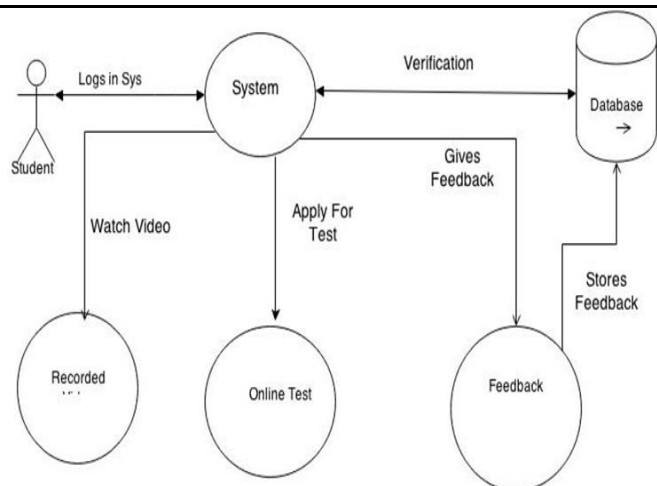 Logs in Sys
System
Verification
Database
Student
Watch Video
Apply For
Test
Gives
Feedback
Stores
Feedback
Recorded
Online Test
Feedback